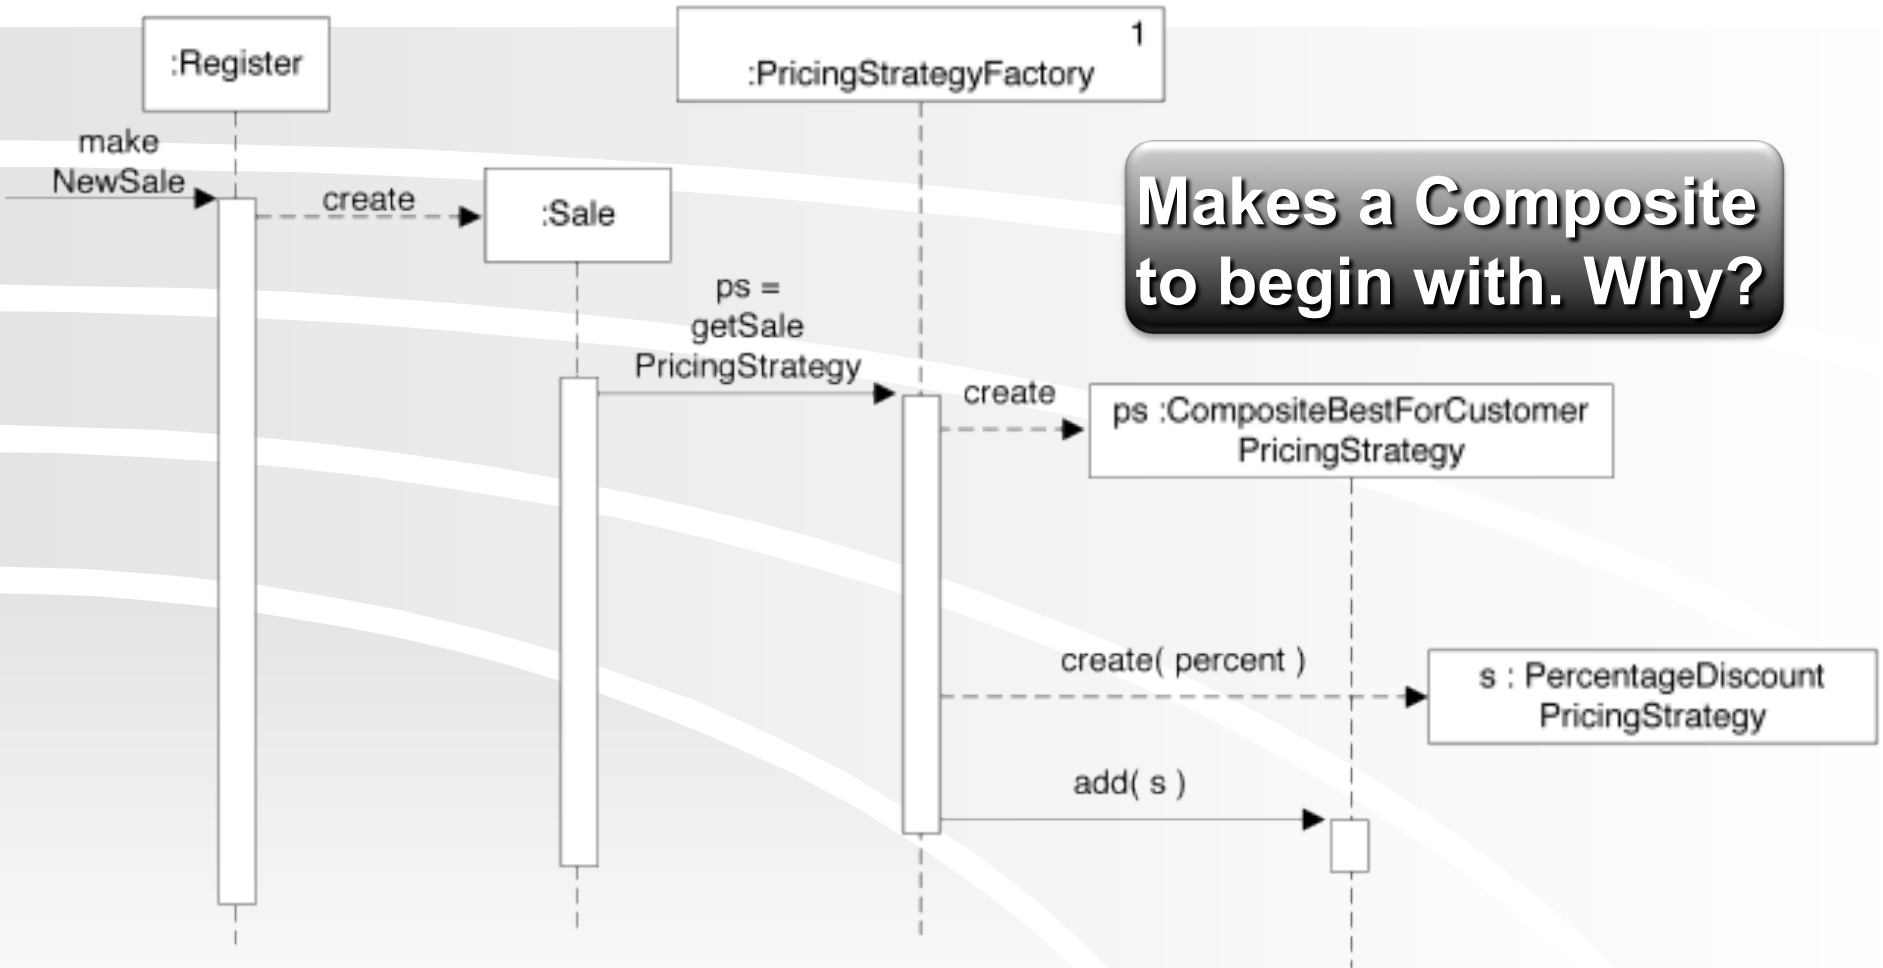 :Register
1
:PricingStrategyFactory
make
NewSale
create
:Sale
Makes a Composite
to begin with. Why?
ps =
getSale
PricingStrategy
create
ps :CompositeBestForCustomer
PricingStrategy
create( percent )
s : PercentageDiscount
PricingStrategy
add( s )